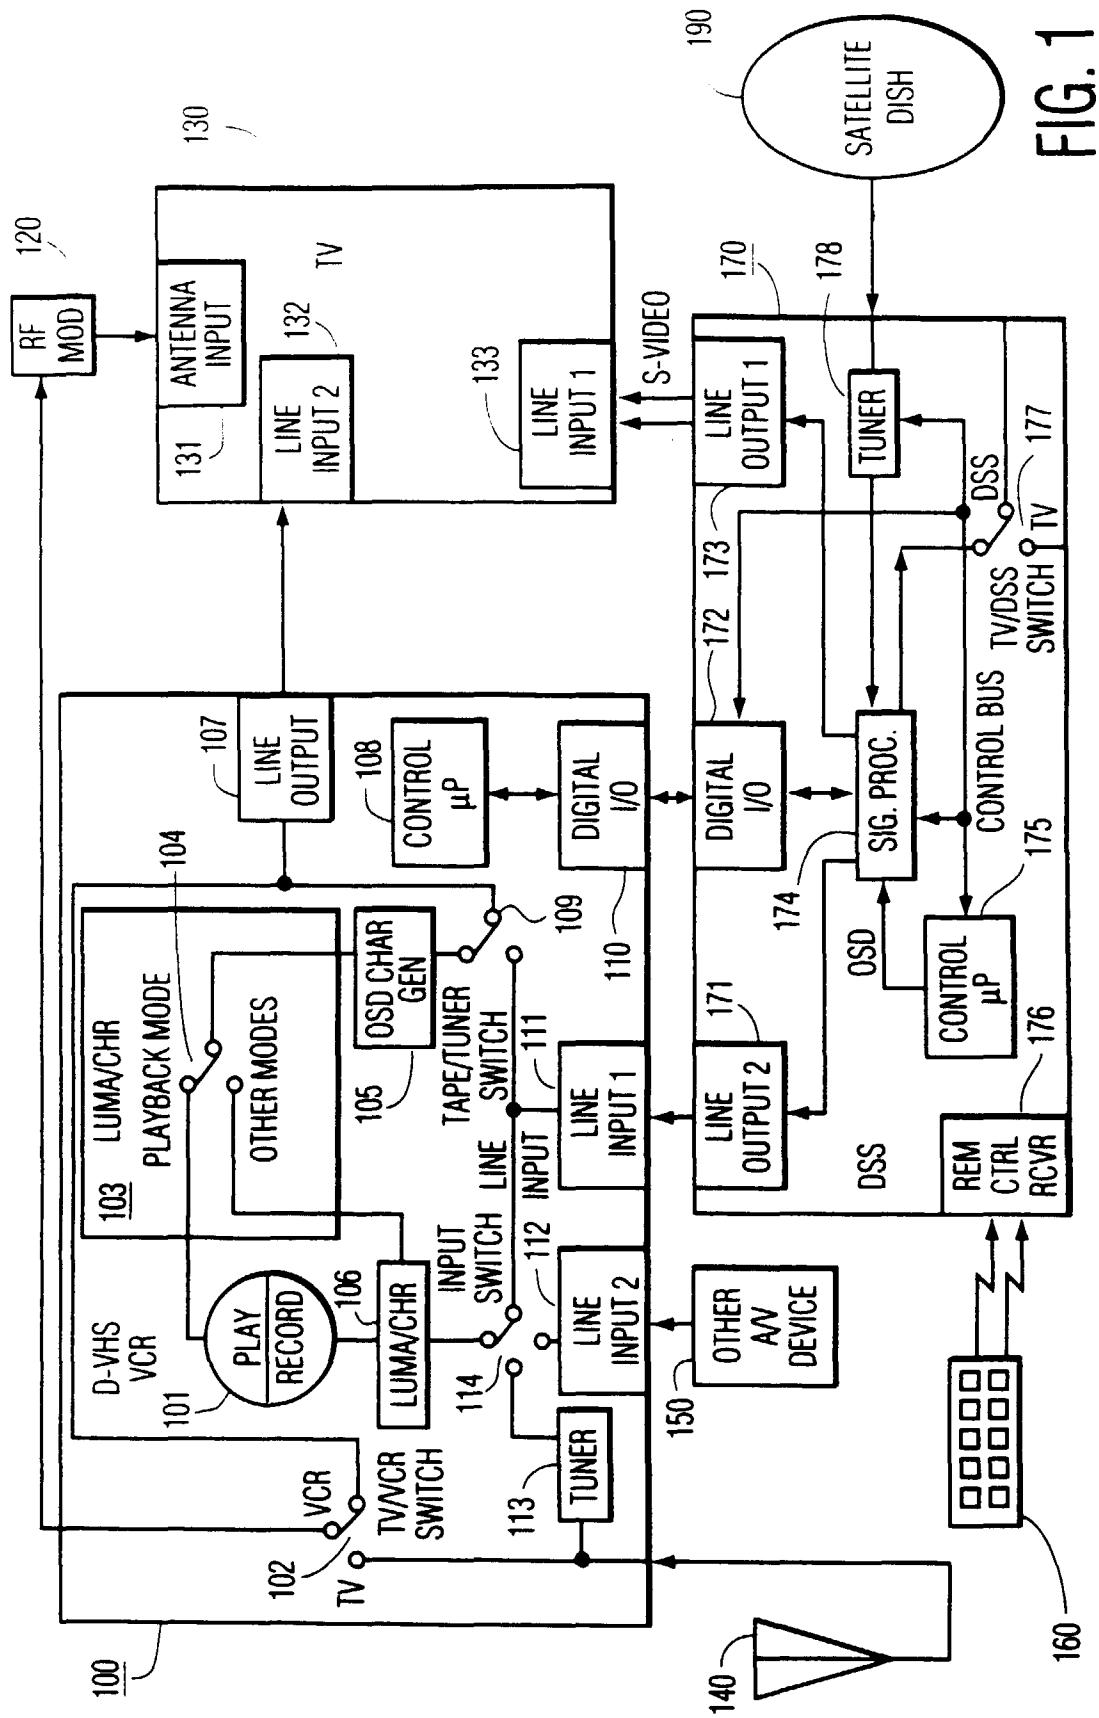 100
D-VHS
VCR
103
LUMA/CHR
PLAYBACK MODE
104
OTHER MODES
101
PLAY
RECORD
106
LUMA/CHR
105
OSD CHAR
GEN
107
LINE
OUTPUT
108
CONTROL
µP
VCR
TV
102
TV/VCR
SWITCH
114
INPUT
SWITCH
LINE
INPUT
TAPE/TUNER
SWITCH
109
113
TUNER
112
LINE
INPUT 2
111
LINE
INPUT 1
110
DIGITAL
I/O
120
RF
MOD
130
ANTENNA
INPUT
131
TV
132
LINE
INPUT 2
133
LINE
INPUT 1
S-VIDEO
140
150
OTHER
A/V
DEVICE
160
170
171
LINE
OUTPUT 2
172
DIGITAL
I/O
173
LINE
OUTPUT 1
DSS
174
SIG. PROC.
178
TUNER
OSD
175
CONTROL
µP
CONTROL BUS
176
REM
CTRL
RCVR
TV/DSS
SWITCH
DSS
TV
177
190
SATELLITE
DISH
FIG. 1